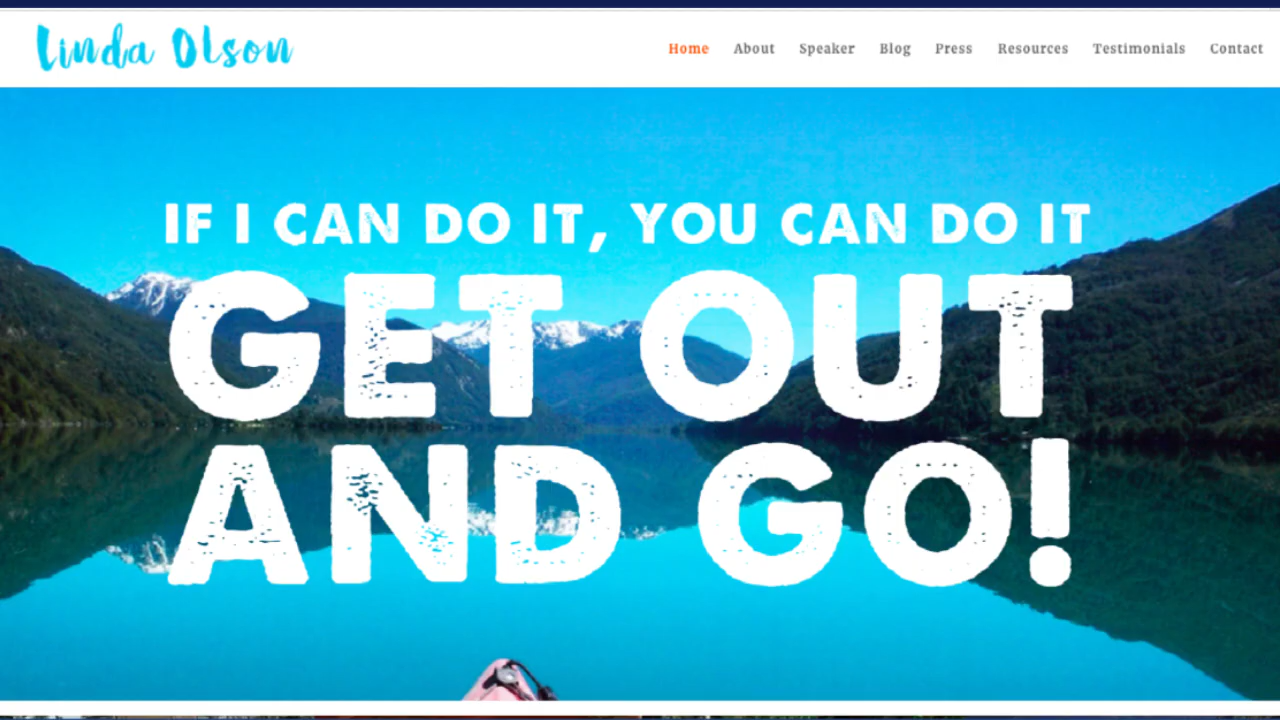 Linda Olson
Home About Speaker Blog Press Resources Testimonials Contact
IF I CAN DO IT, YOU CAN DO IT
GET OUT
AND GO!